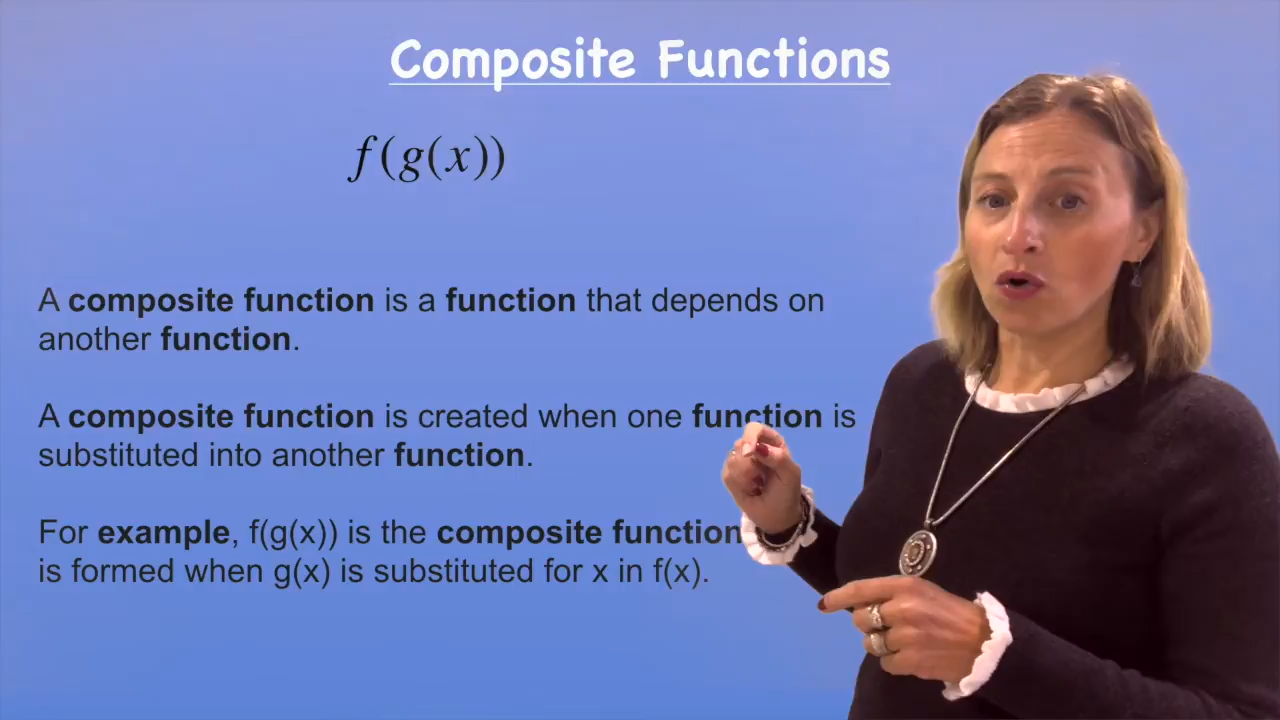 Composite Functions
f(g(x))
A composite function is a function that depends on
another function.
A composite function is created when one function is
substituted into another function.
For example, f(g(x)) is the composite function
is formed when g(x) is substituted for x in f(x).